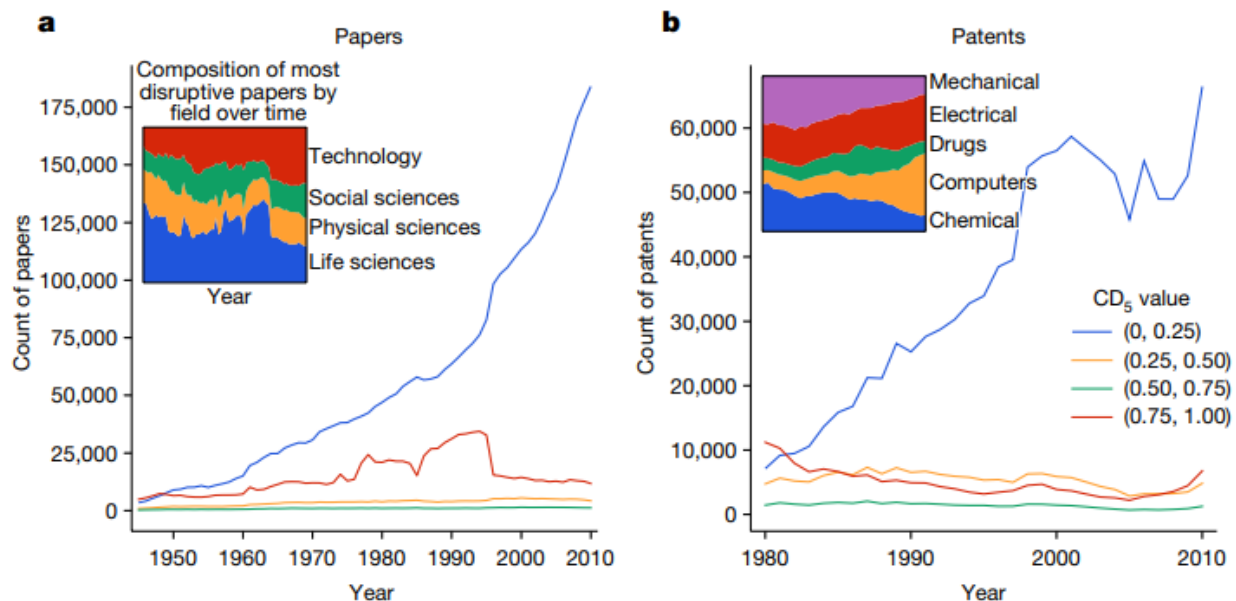 a
Papers
Composition of most
disruptive papers by
field over time
Technology
Social sciences
Physical sciences
Life sciences
Year
Count of papers
175,000
150,000
125,000
100,000
75,000
50,000
25,000
0
1950 1960 1970 1980 1990 2000 2010
Year
b
Patents
Mechanical
Electrical
Drugs
Computers
Chemical
Count of patents
60,000
50,000
40,000
30,000
20,000
10,000
0
CD5 value
(0, 0.25)
(0.25, 0.50)
(0.50, 0.75)
(0.75, 1.00)
1980 1990 2000 2010
Year